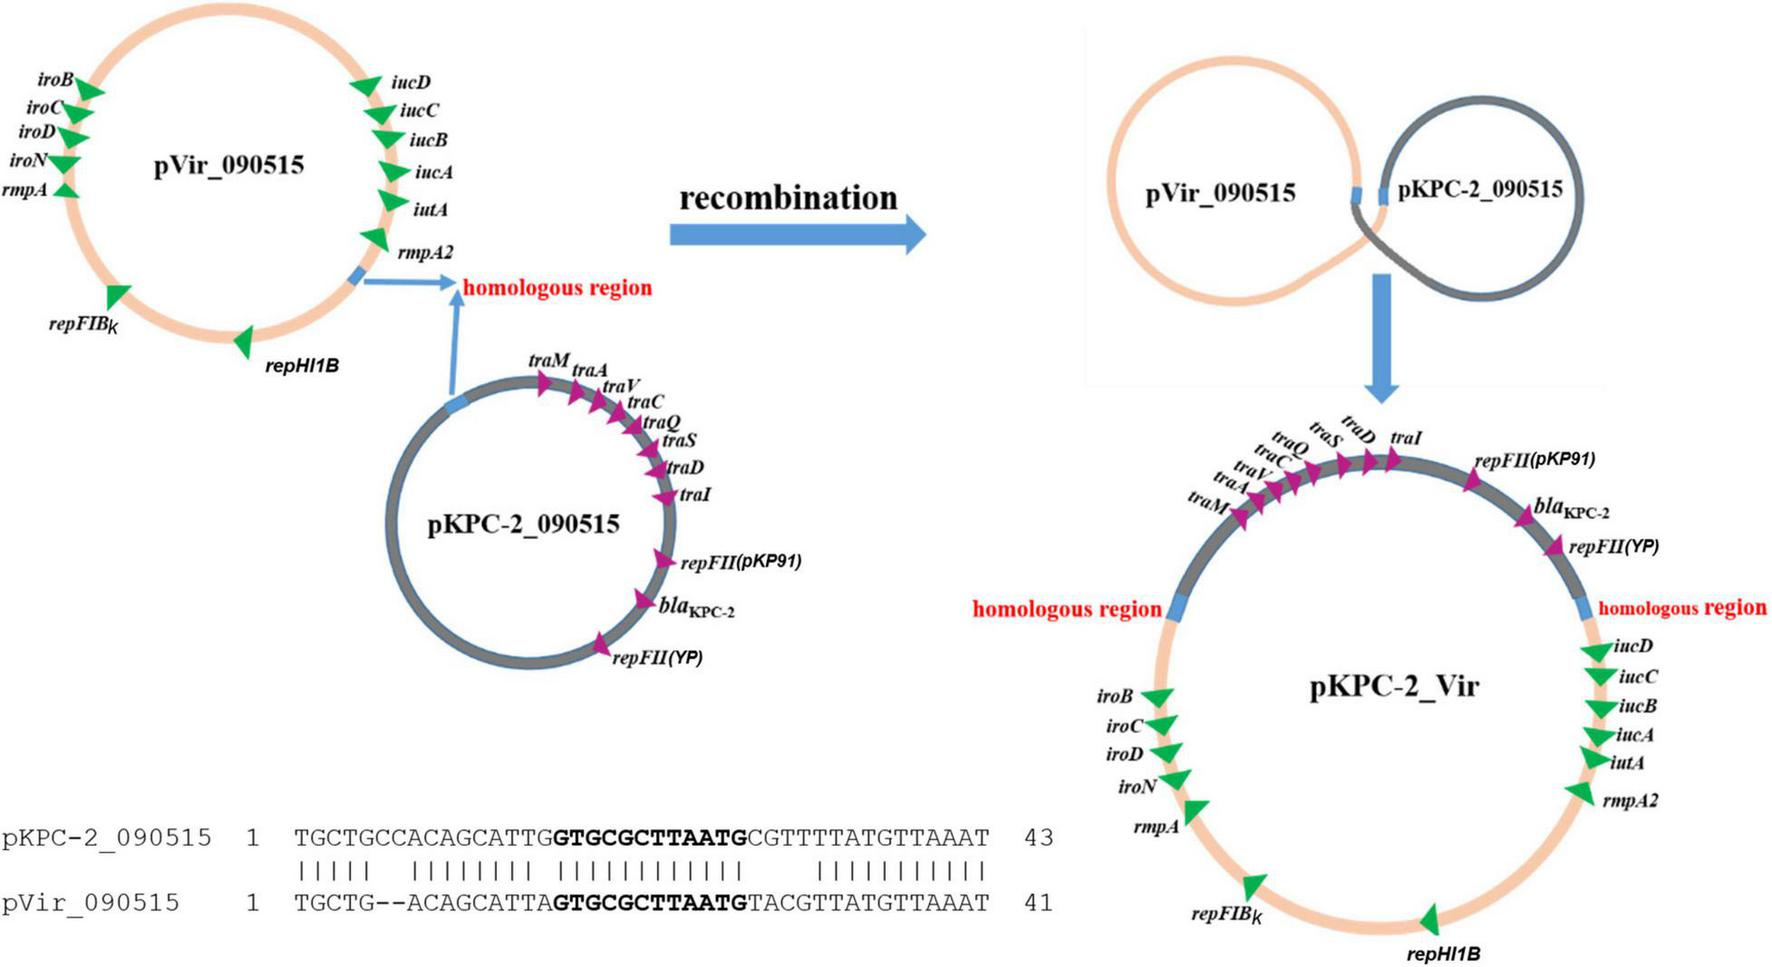 iroB
iroC
iroD
iroN
rmpA
pVir_090515
iucD
iucC
iucB
iucA
iutA
rmpA2
homologous region
repFIBK
repHI1B
recombination
pVir_090515
pKPC-2_090515
traM
traA
traV
traC
traQ
traS
traD
traI
pKPC-2_090515
repFII(pKP91)
blaKPC-2
repFII(YP)
traM
traA
traV
traC
traQ
traS
traD
traI
repFII(pKP91)
blaKPC-2
repFII(YP)
homologous region
homologous region
pKPC-2_Vir
iucD
iucC
iucB
iucA
iutA
rmpA2
iroB
iroC
iroD
iroN
rmpA
repFIBK
repHI1B
pKPC-2_090515 1 TGCTGCCACAGCATTGGTGCGCTTAATGCGTTTTATGTTAAAT 43
||||| |||||||| |||||||||||| |||||||||||
pVir_090515 1 TGCTG--ACAGCATTAGTGCGCTTAATGTACGTTATGTTAAAT 41